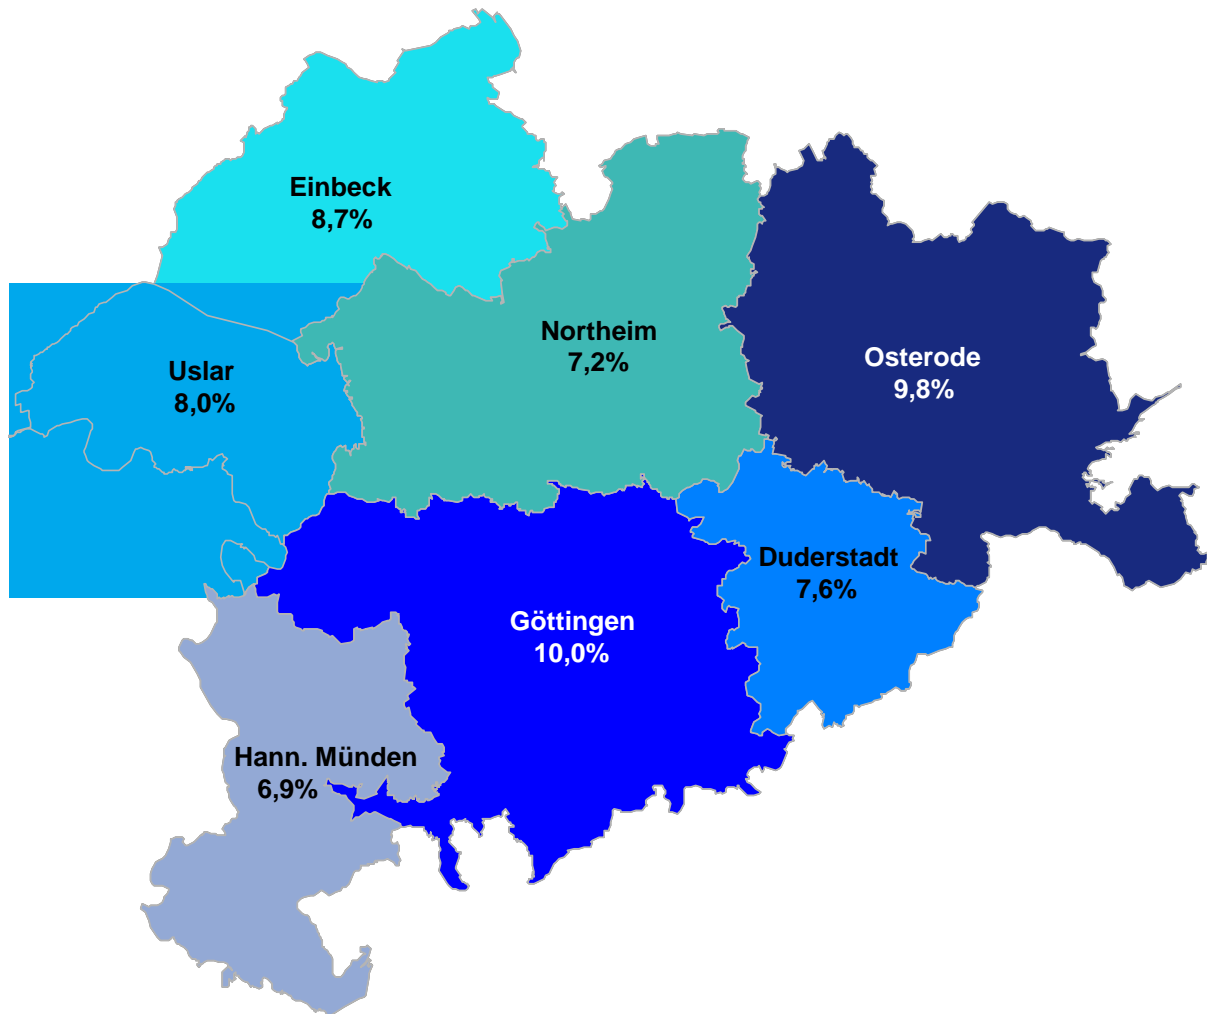 Einbeck
8,7%
Northeim
7,2%
Osterode
9,8%
Uslar
8,0%
Duderstadt
7,6%
Göttingen
10,0%
Hann. Münden
6,9%